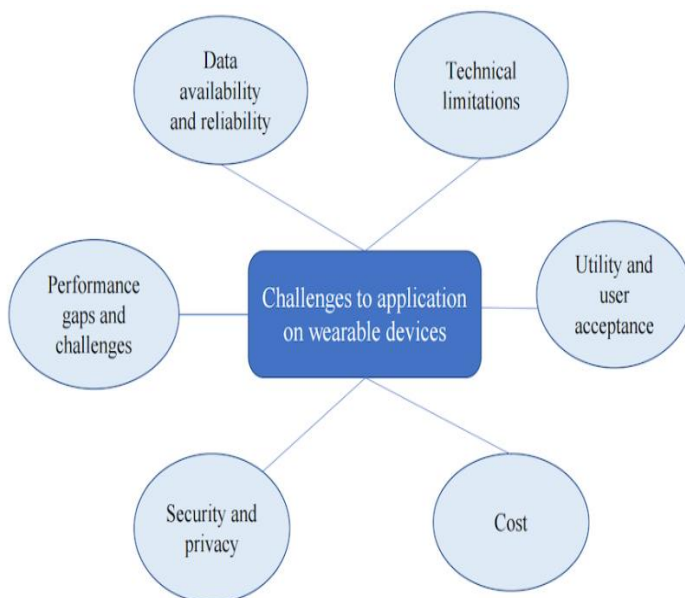 Data
availability
and reliability
Technical
limitations
Performance
gaps and
challenges
Challenges to application
on wearable devices
Utility and
user
acceptance
Security and
privacy
Cost